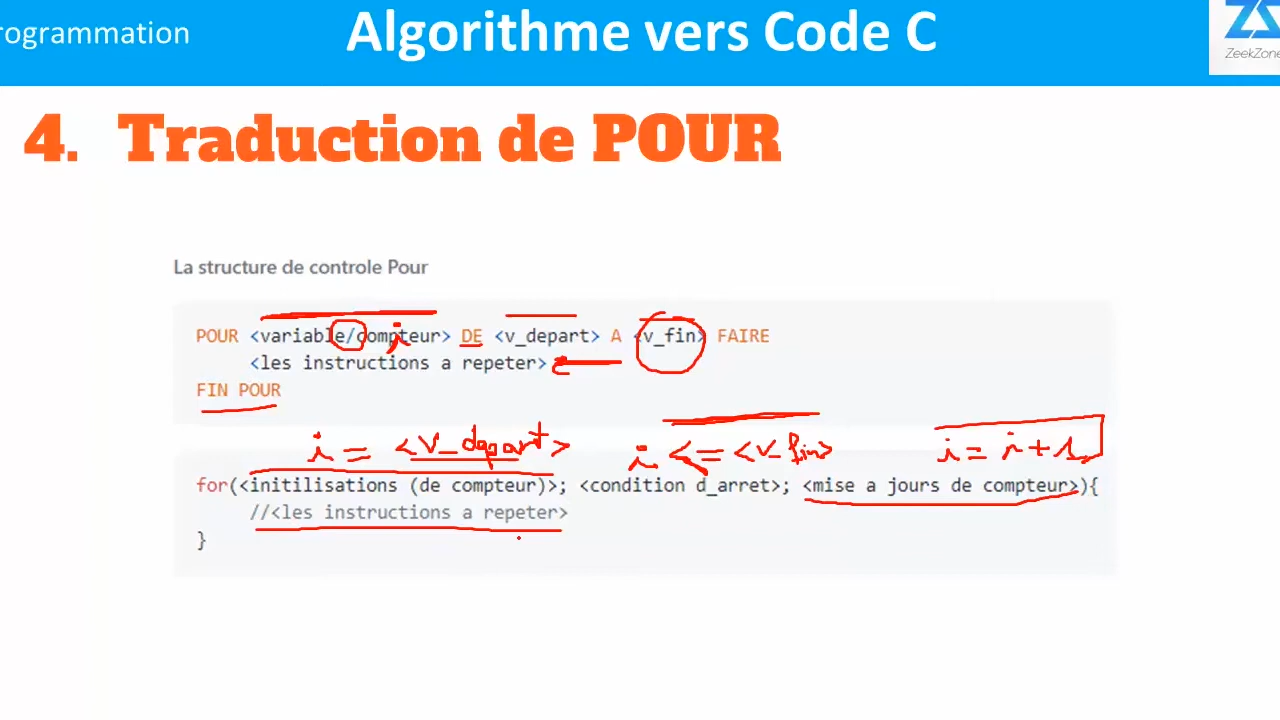 rogrammation
Algorithme vers Code C
ZeekZone
4. Traduction de POUR
La structure de controle Pour
POUR <variable/compteur> DE <v_depart> A <v_fin> FAIRE
i
<les instructions a repeter>
FIN POUR
i = <v_depart> i <= <v_fin> i = i + 1
for(<initilisations (de compteur)>; <condition d_arret>; <mise a jours de compteur>){
//<les instructions a repeter>
}